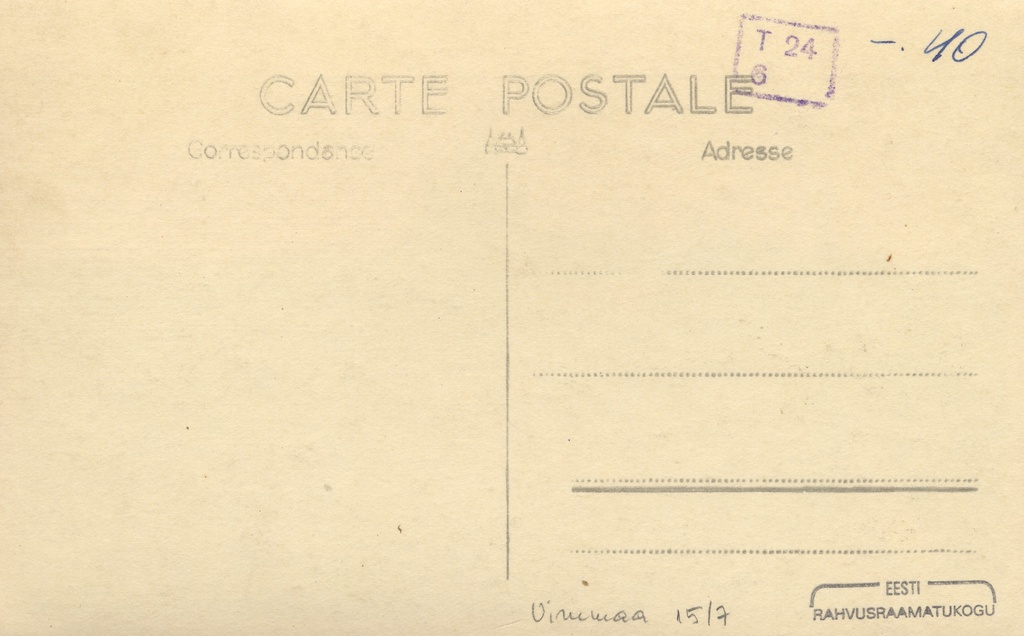 T 24
6
-. 40
CARTE POSTALE
Correspondance
Adresse
Virumaa 15/7
EESTI
RAHVUSRAAMATUKOGU